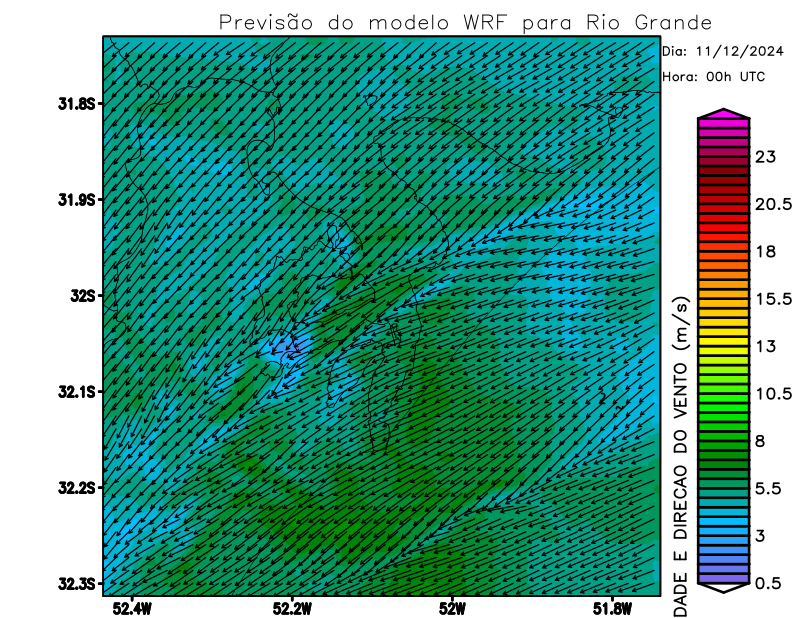 Previsão do modelo WRF para Rio Grande
Dia: 11/12/2024
Hora: 00h UTC
31.8S
31.9S
32S
32.1S
32.2S
32.3S
52.4W
52.2W
52W
51.8W
23
20.5
18
15.5
13
10.5
8
5.5
3
0.5
DADE E DIRECAO DO VENTO (m/s)